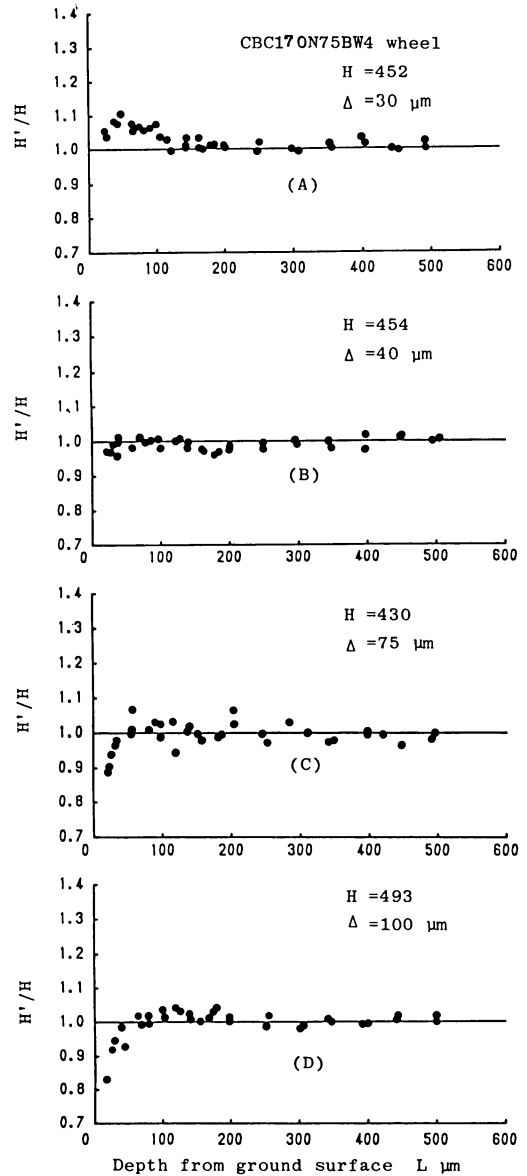 CBC170N75BW4 wheel
H =452
Δ =30 μm
H'/H
1.4
1.3
1.2
1.1
1.0
0.9
0.8
0.7
(A)
0 100 200 300 400 500 600
H =454
Δ =40 μm
H'/H
1.4
1.3
1.2
1.1
1.0
0.9
0.8
0.7
(B)
0 100 200 300 400 500 600
H =430
Δ =75 μm
H'/H
1.4
1.3
1.2
1.1
1.0
0.9
0.8
0.7
(C)
0 100 200 300 400 500 600
H =493
Δ =100 μm
H'/H
1.4
1.3
1.2
1.1
1.0
0.9
0.8
0.7
(D)
0 100 200 300 400 500 600
Depth from ground surface L μm